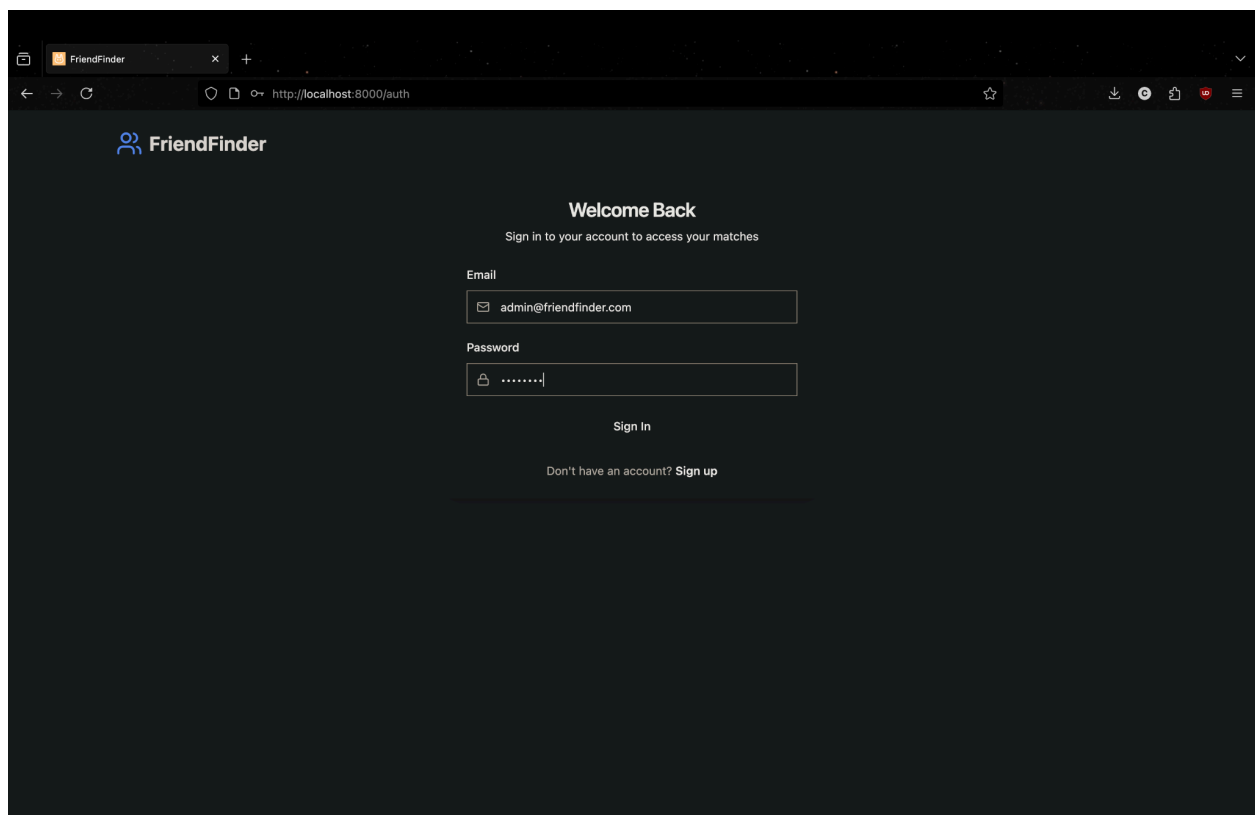 FriendFinder
http://localhost:8000/auth
FriendFinder
Welcome Back
Sign in to your account to access your matches
Email
admin@friendfinder.com
Password
••••••••
Sign In
Don't have an account? Sign up